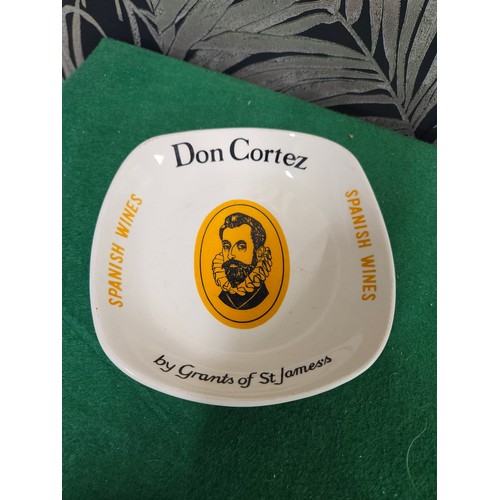 Don Cortez
SPANISH WINES
SPANISH WINES
by Grants of St James's